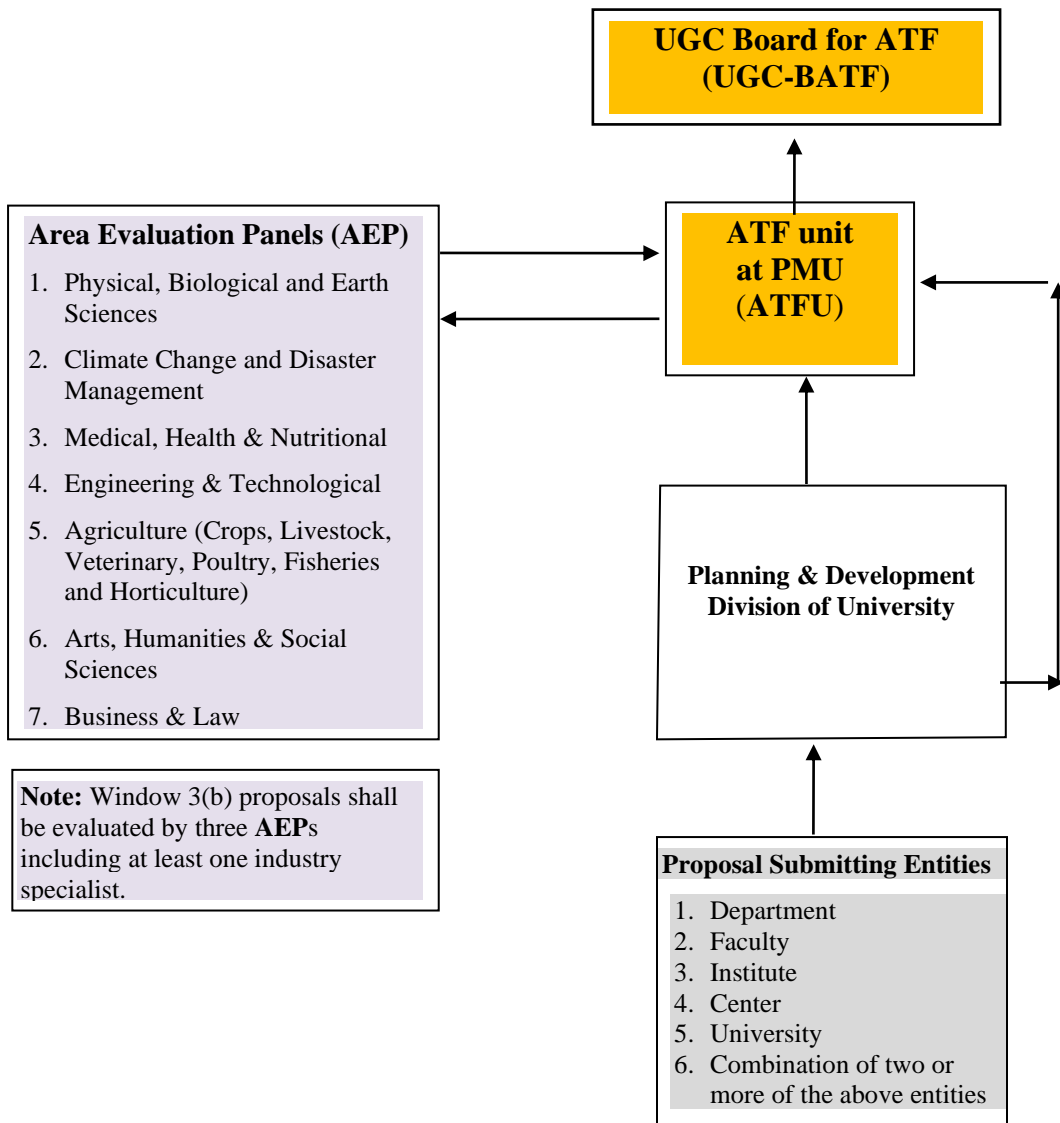 UGC Board for ATF
(UGC-BATF)
Area Evaluation Panels (AEP)
1. Physical, Biological and Earth
Sciences
2. Climate Change and Disaster
Management
3. Medical, Health & Nutritional
4. Engineering & Technological
5. Agriculture (Crops, Livestock,
Veterinary, Poultry, Fisheries
and Horticulture)
6. Arts, Humanities & Social
Sciences
7. Business & Law
ATF unit
at PMU
(ATFU)
Planning & Development
Division of University
Note: Window 3(b) proposals shall
be evaluated by three AEPs
including at least one industry
specialist.
Proposal Submitting Entities
1. Department
2. Faculty
3. Institute
4. Center
5. University
6. Combination of two or
more of the above entities